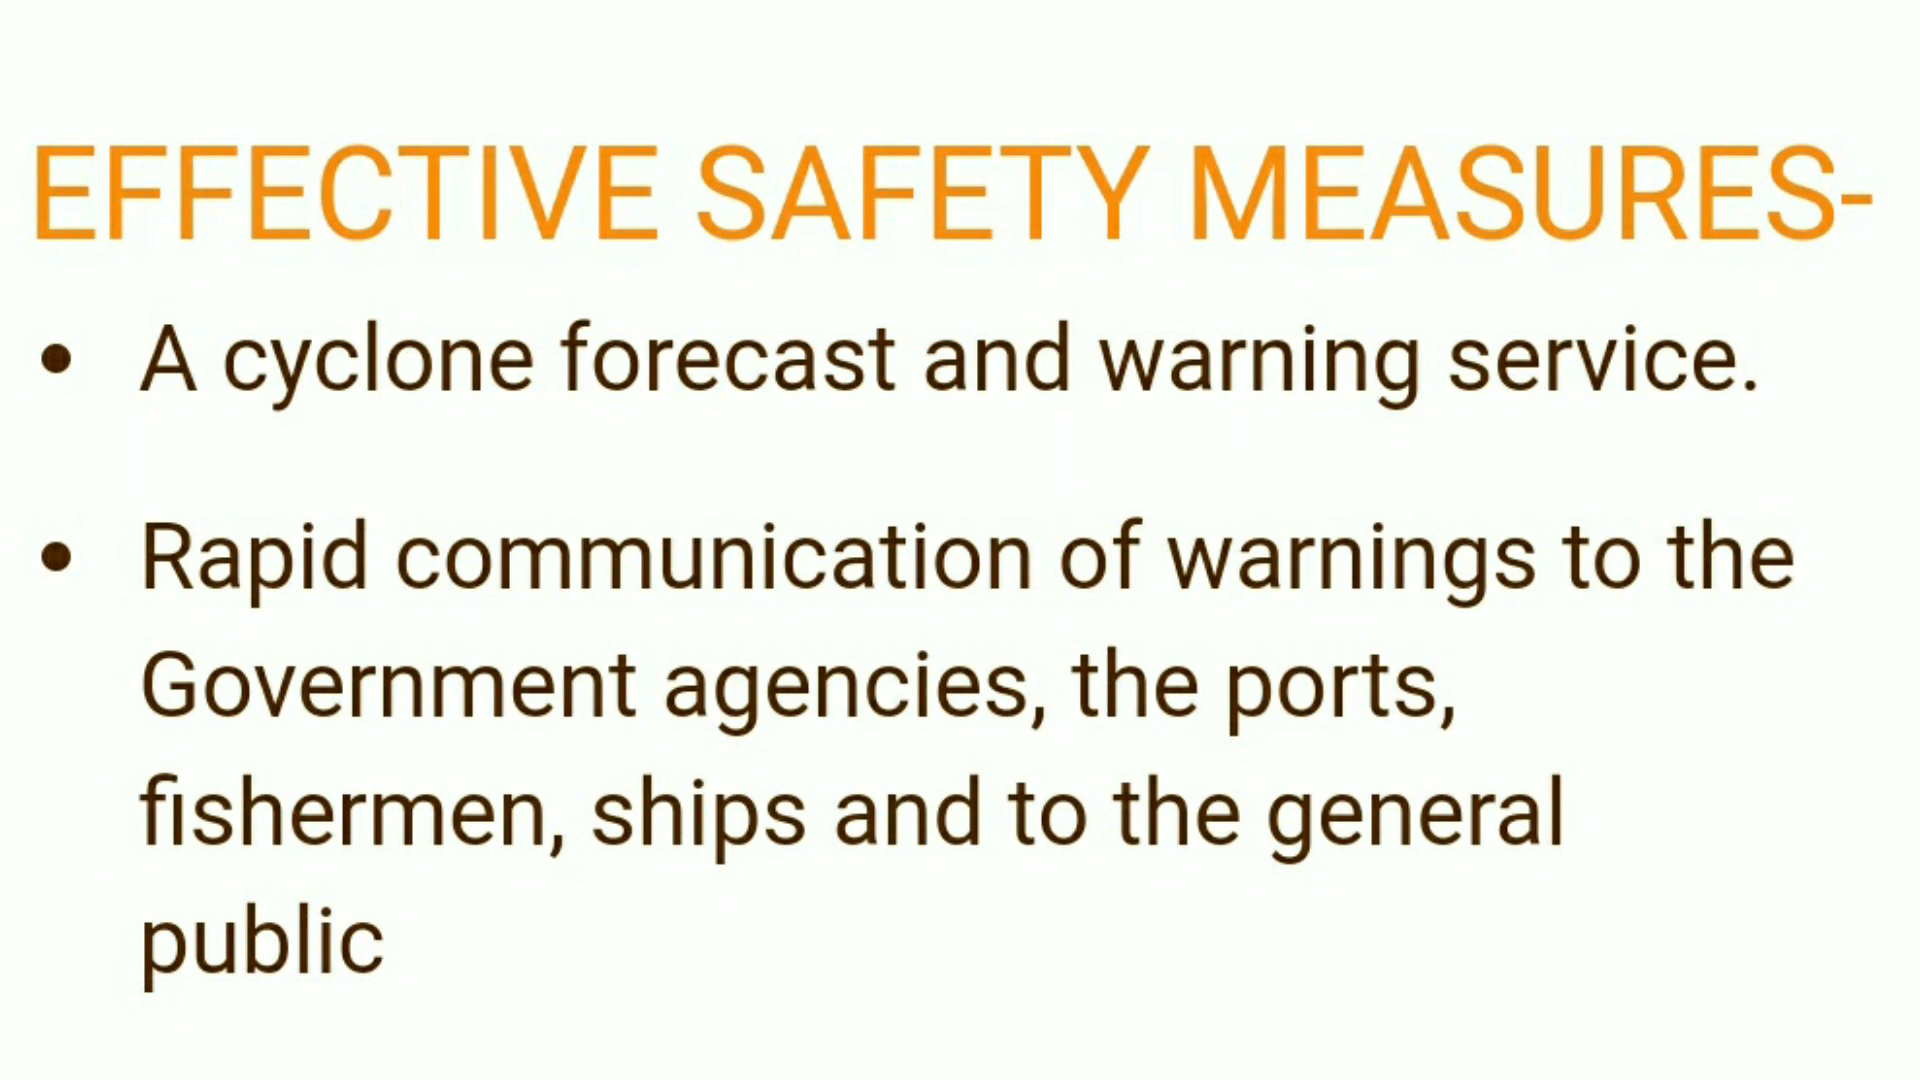 EFFECTIVE SAFETY MEASURES-
• A cyclone forecast and warning service.
• Rapid communication of warnings to the
Government agencies, the ports,
fishermen, ships and to the general
public